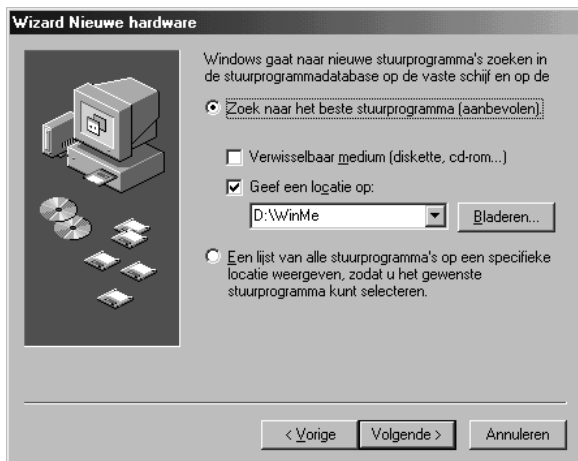 Wizard Nieuwe hardware
Windows gaat naar nieuwe stuurprogramma's zoeken in
de stuurprogrammadatabase op de vaste schijf en op de
Zoek naar het beste stuurprogramma (aanbevolen).
Verwisselbaar medium (diskette, cd-rom...)
Geef een locatie op:
D:\WinMe
Bladeren...
Een lijst van alle stuurprogramma's op een specifieke
locatie weergeven, zodat u het gewenste
stuurprogramma kunt selecteren.
< Vorige
Volgende >
Annuleren